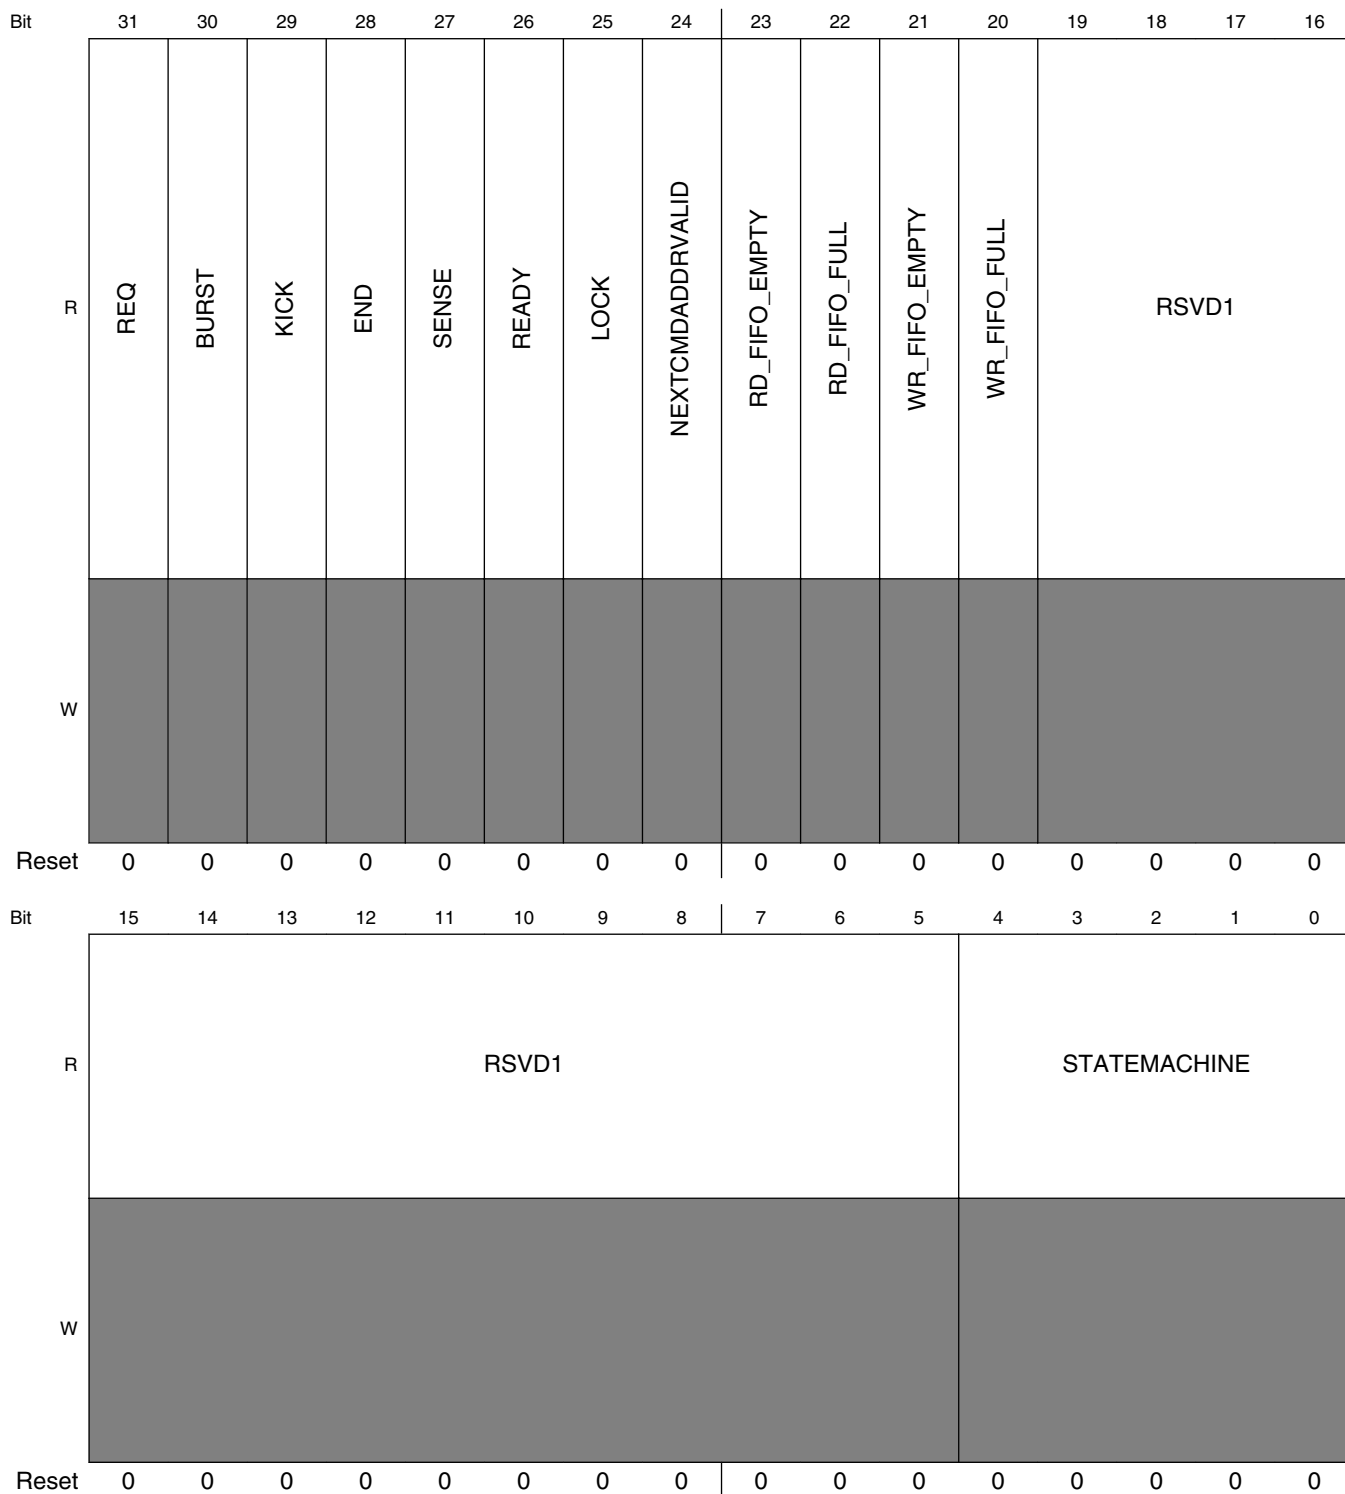 Bit 31 30 29 28 27 26 25 24 23 22 21 20 19 18 17 16
R REQ BURST KICK END SENSE READY LOCK NEXTCMDADDRVALID RD_FIFO_EMPTY RD_FIFO_FULL WR_FIFO_EMPTY WR_FIFO_FULL RSVD1
W
Reset 0 0 0 0 0 0 0 0 0 0 0 0 0 0 0 0
Bit 15 14 13 12 11 10 9 8 7 6 5 4 3 2 1 0
R RSVD1 STATEMACHINE
W
Reset 0 0 0 0 0 0 0 0 0 0 0 0 0 0 0 0